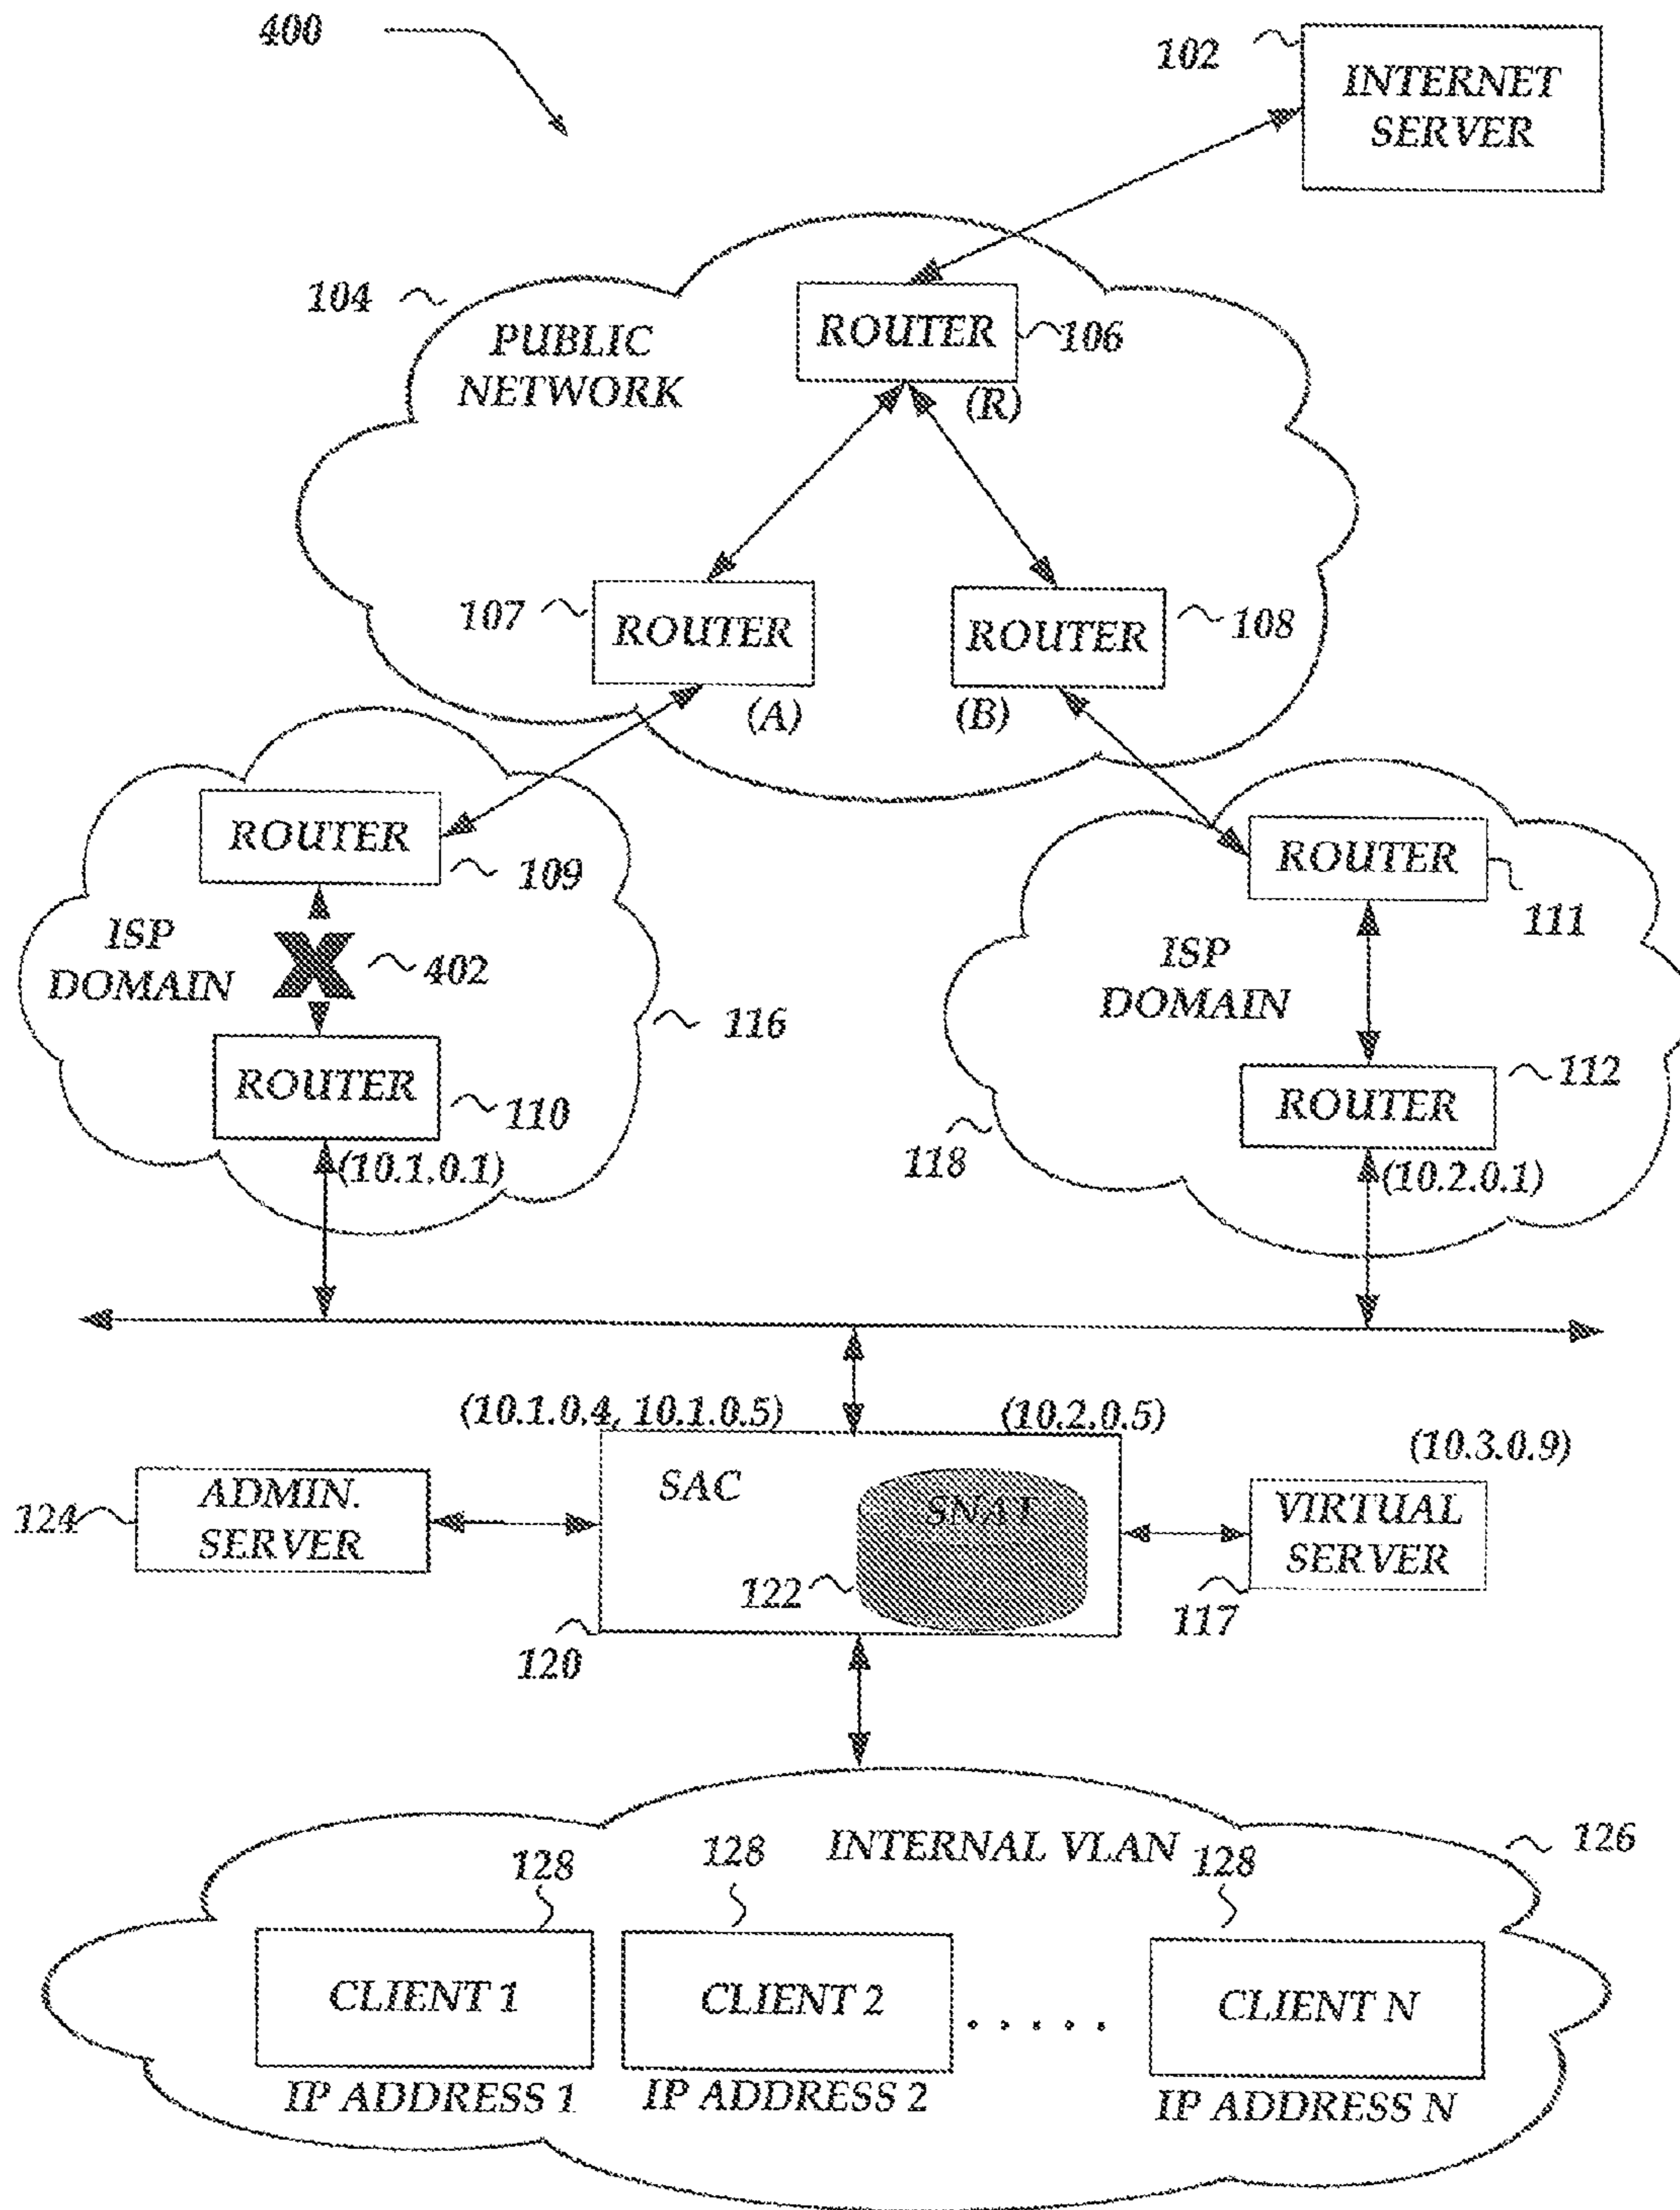 400
102
INTERNET
SERVER
104
PUBLIC
NETWORK
ROUTER
106
(R)
107
ROUTER
(A)
ROUTER
108
(B)
ROUTER
109
ISP
DOMAIN
402
116
ROUTER
110
(10.1.0.1)
ROUTER
111
ISP
DOMAIN
ROUTER
112
118
(10.2.0.1)
(10.1.0.4, 10.1.0.5)
(10.2.0.5)
(10.3.0.9)
124
ADMIN.
SERVER
SAC
SNAT
122
120
VIRTUAL
SERVER
117
INTERNAL VLAN
126
128
128
128
CLIENT 1
CLIENT 2
. . . . .
CLIENT N
IP ADDRESS 1
IP ADDRESS 2
IP ADDRESS N